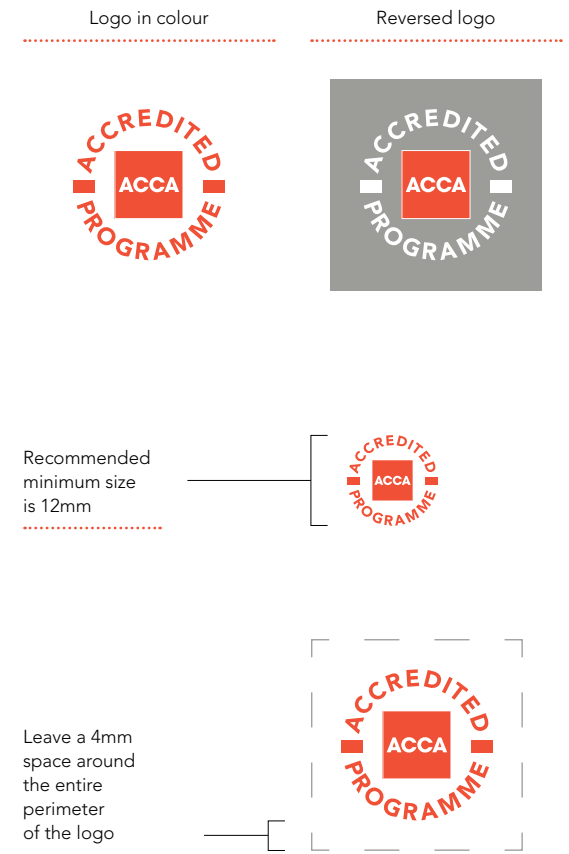 Logo in colour
Reversed logo
ACCREDITED
ACCA
PROGRAMME
ACCREDITED
ACCA
PROGRAMME
Recommended
minimum size
is 12mm
ACCREDITED
ACCA
PROGRAMME
Leave a 4mm
space around
the entire
perimeter
of the logo
ACCREDITED
ACCA
PROGRAMME